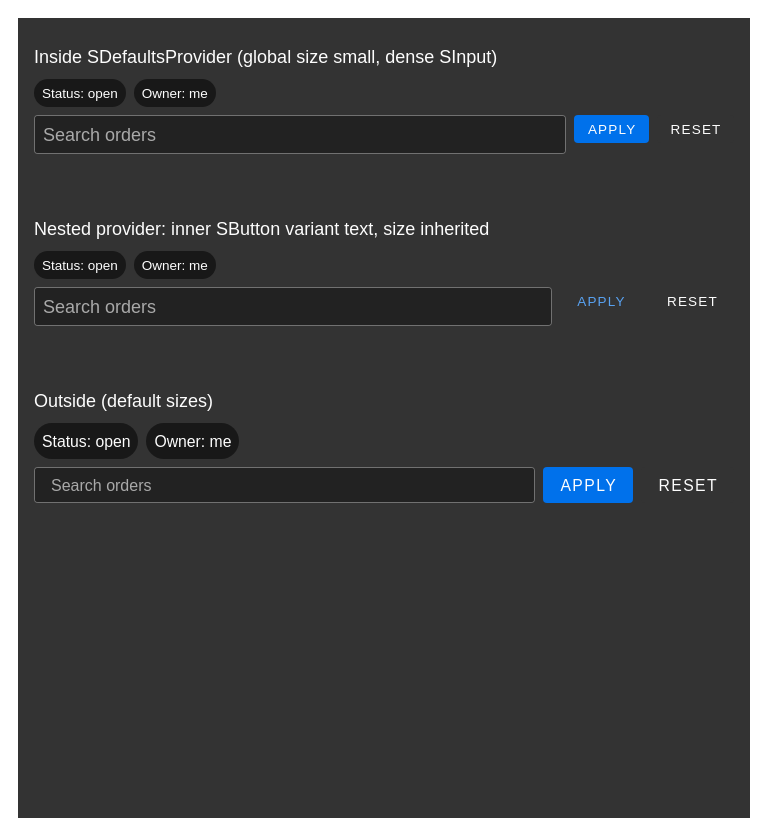 Inside SDefaultsProvider (global size small, dense SInput)
Status: open Owner: me
Search orders APPLY RESET
Nested provider: inner SButton variant text, size inherited
Status: open Owner: me
Search orders APPLY RESET
Outside (default sizes)
Status: open Owner: me
Search orders APPLY RESET